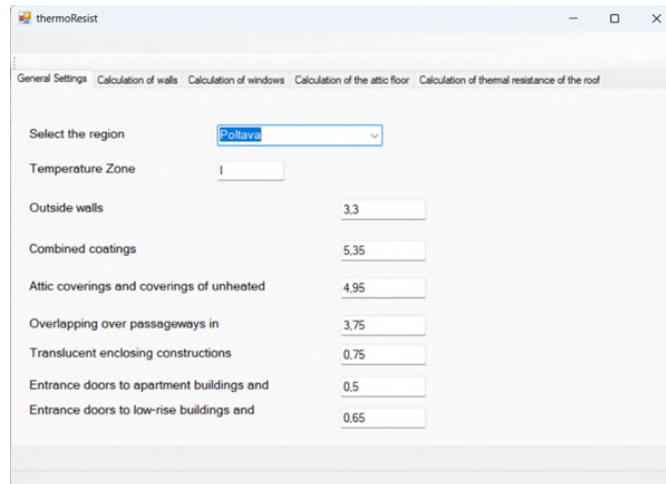 thermoResist
General Settings Calculation of walls Calculation of windows Calculation of the attic floor Calculation of thermal resistance of the roof
Select the region Poltava
Temperature Zone I
Outside walls 3,3
Combined coatings 5,35
Attic coverings and coverings of unheated 4,95
Overlapping over passageways in 3,75
Translucent enclosing constructions 0,75
Entrance doors to apartment buildings and 0,5
Entrance doors to low-rise buildings and 0,65